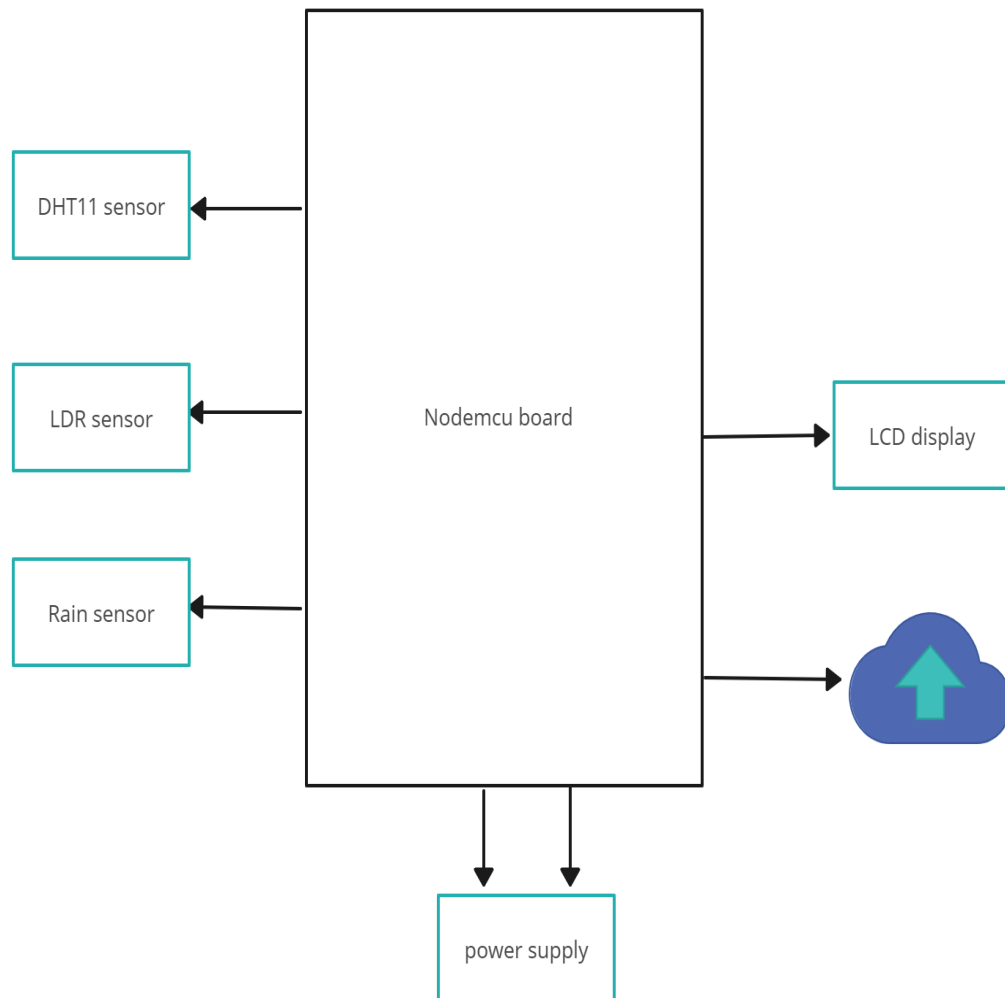 DHT11 sensor
LDR sensor
Nodemcu board
LCD display
Rain sensor
power supply